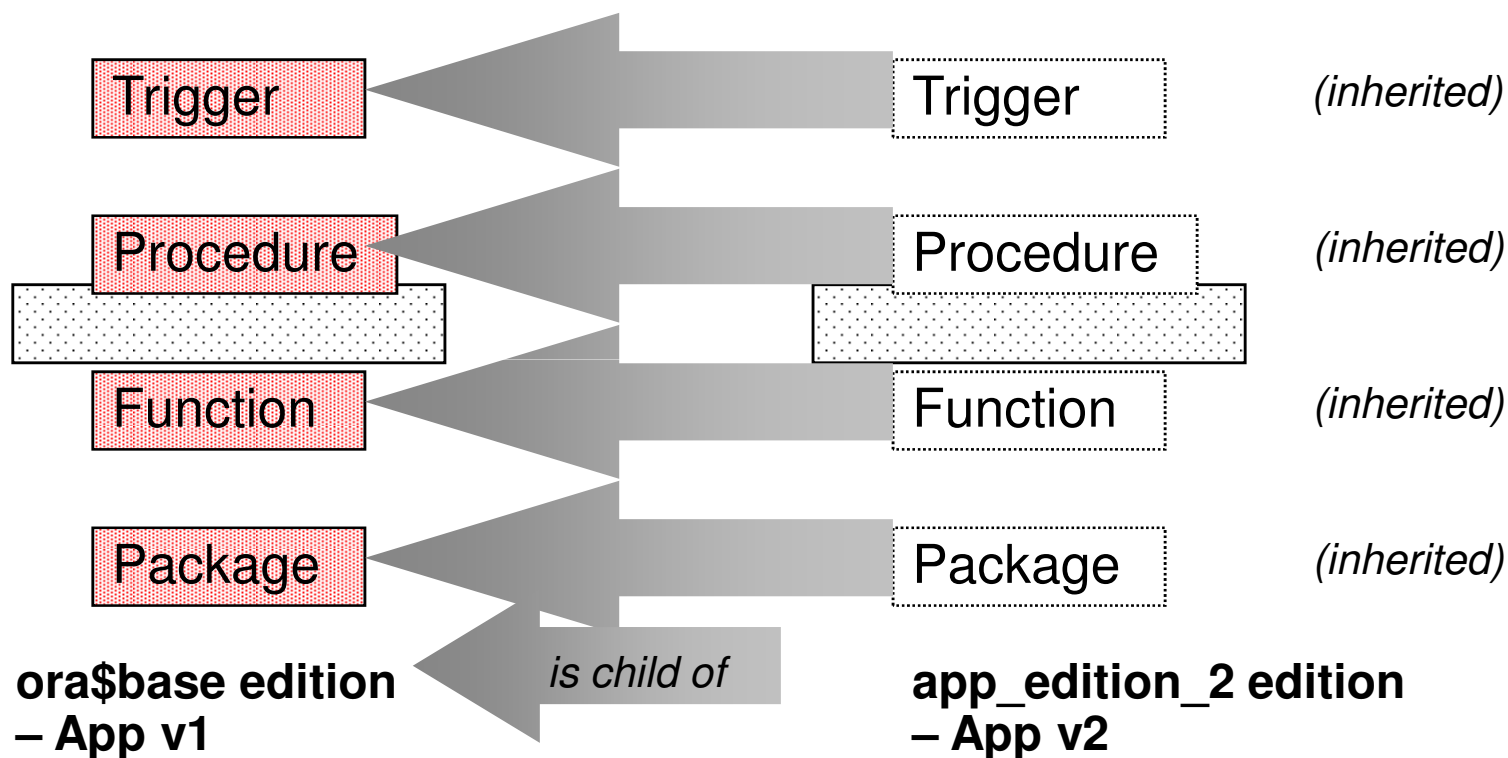 Trigger Trigger (inherited)
Procedure Procedure (inherited)
Function Function (inherited)
Package Package (inherited)
is child of
ora$base edition
– App v1
app_edition_2 edition
– App v2